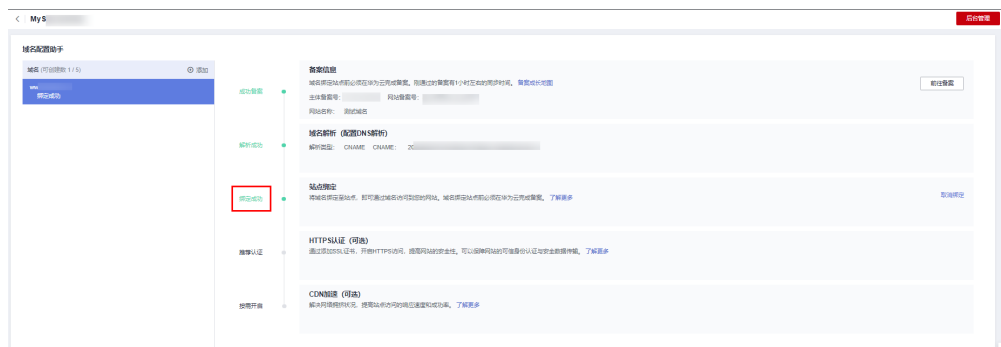 My S
后台管理
域名配置助手
域名 (可创建数 1 / 5)
添加
www.
绑定成功
成功备案
备案信息
域名绑定站点前必须在华为云完成备案。刚通过的备案有1小时左右的同步时间。 备案成长地图
主体备案号:
网站备案号:
网站名称: 测试域名
前往备案
解析成功
域名解析（配置DNS解析）
解析类型: CNAME CNAME: 20
绑定成功
站点绑定
将域名绑定至站点，即可通过域名访问到您的网站。域名绑定站点前必须在华为云完成备案。 了解更多
取消绑定
推荐认证
HTTPS认证（可选）
通过添加SSL证书，开启HTTPS访问，提高网站的安全性。可以保障网站的可信身份认证与安全数据传输。 了解更多
按需开启
CDN加速（可选）
解决网络拥挤状况，提高站点访问的响应速度和成功率。 了解更多